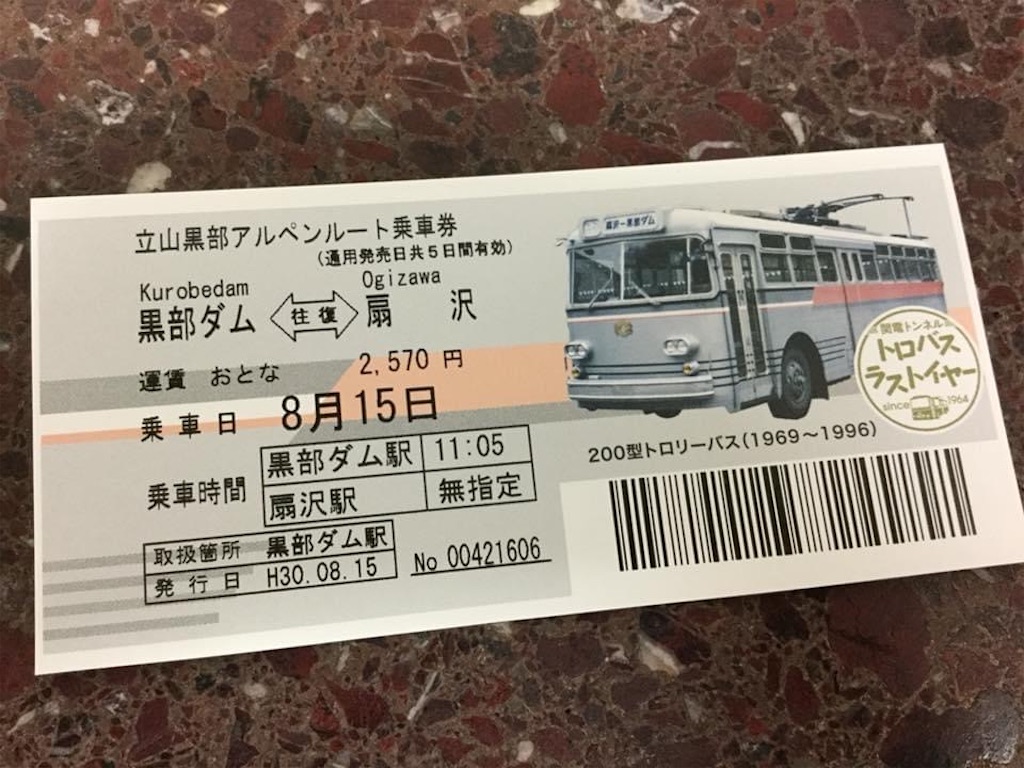 立山黒部アルペンルート乗車券
(通用発売日共5日間有効)
Kurobedam Ogizawa
黒部ダム 往復 扇沢
運賃 おとな 2,570 円
乗車日 8月15日
乗車時間 黒部ダム駅 11:05
扇沢駅 無指定
取扱箇所 黒部ダム駅
発行日 H30.08.15
No 00421606
扇沢―黒部ダム
関電トンネル
トロバス
ラストイヤー
since 1964
200型トロリーバス(1969〜1996)